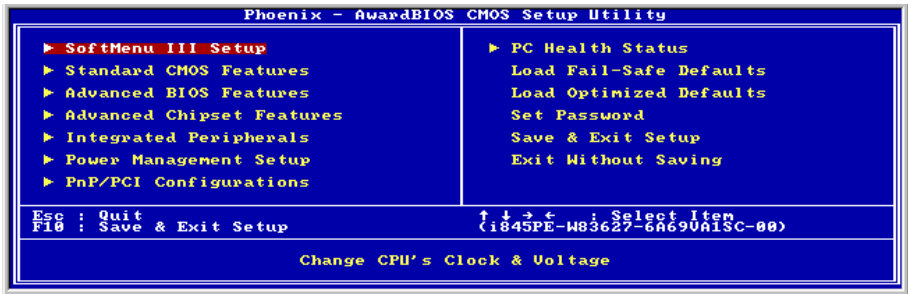 Phoenix - AwardBIOS CMOS Setup Utility
► SoftMenu III Setup
► Standard CMOS Features
► Advanced BIOS Features
► Advanced Chipset Features
► Integrated Peripherals
► Power Management Setup
► PnP/PCI Configurations
► PC Health Status
Load Fail-Safe Defaults
Load Optimized Defaults
Set Password
Save & Exit Setup
Exit Without Saving
Esc : Quit
F10 : Save & Exit Setup
↑ ↓ → ← : Select Item
(i845PE-W83627-6A69VA1SC-00)
Change CPU's Clock & Voltage